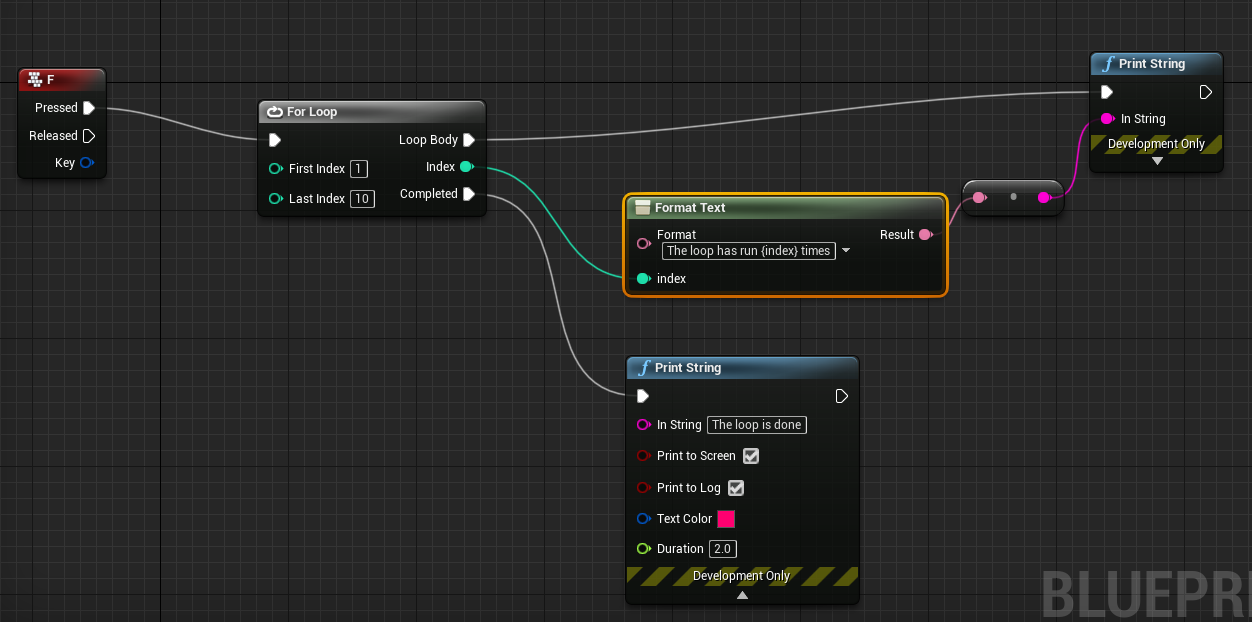 F
Pressed
Released
Key
For Loop
Loop Body
First Index 1
Index
Last Index 10
Completed
Format Text
Format
The loop has run {index} times
Result
index
f Print String
In String
Development Only
f Print String
In String The loop is done
Print to Screen
Print to Log
Text Color
Duration 2.0
Development Only
BLUEPRI